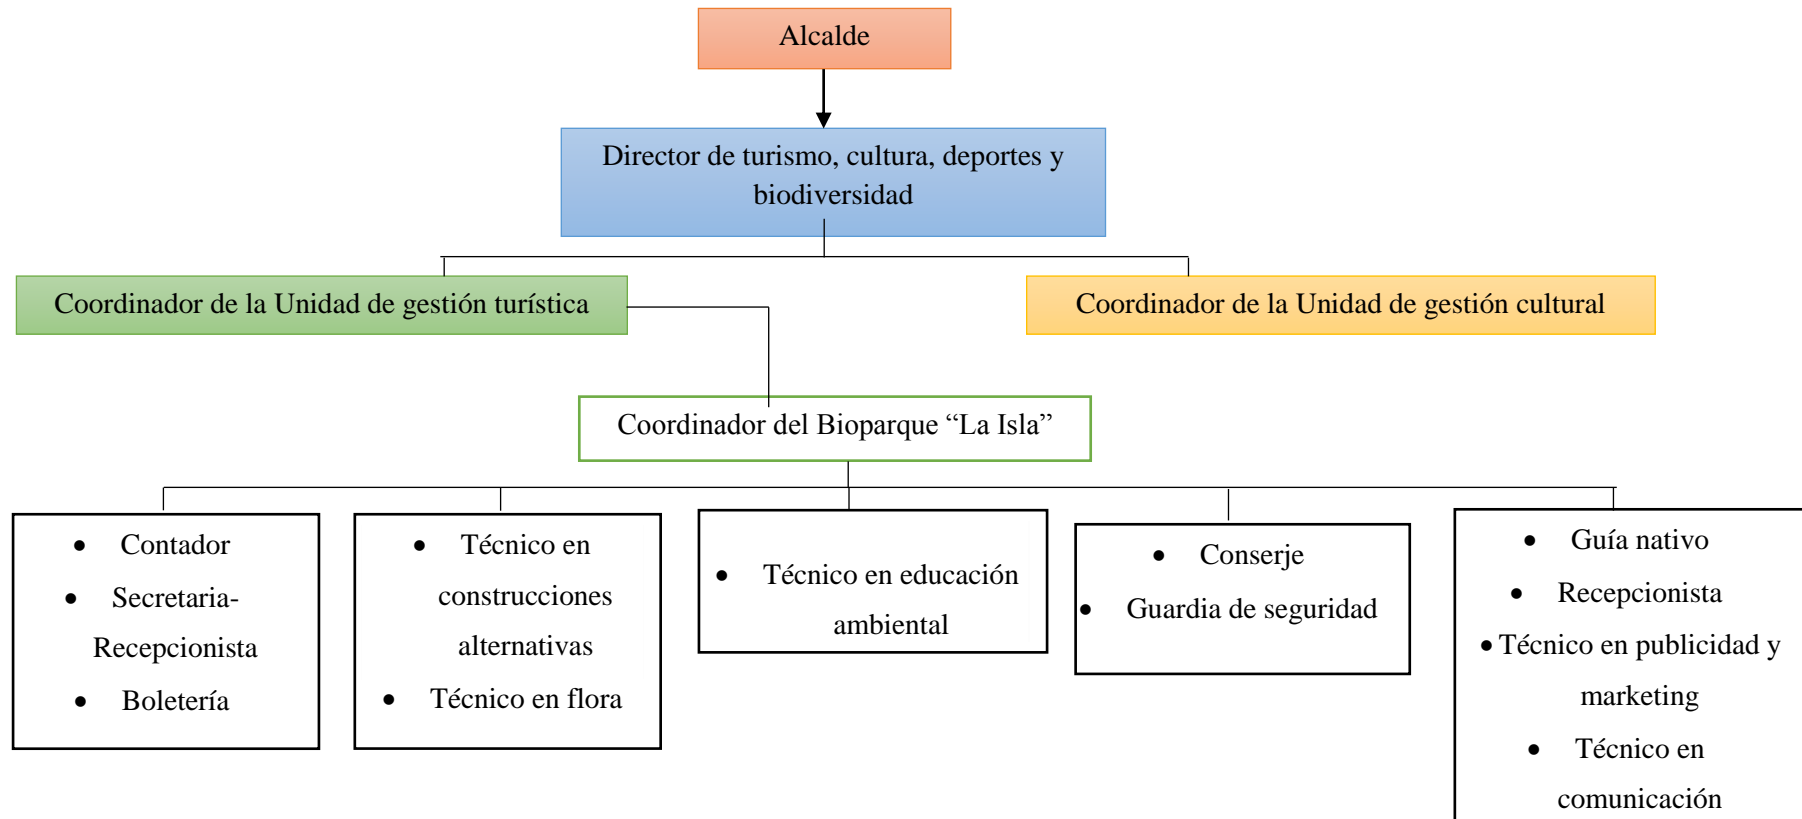 Alcalde
Director de turismo, cultura, deportes y
biodiversidad
Coordinador de la Unidad de gestión turística
Coordinador de la Unidad de gestión cultural
Coordinador del Bioparque “La Isla”
• Contador
• Secretaria-
Recepcionista
• Boletería
• Técnico en
construcciones
alternativas
• Técnico en flora
• Técnico en educación
ambiental
• Conserje
• Guardia de seguridad
• Guía nativo
• Recepcionista
• Técnico en publicidad y
marketing
• Técnico en
comunicación